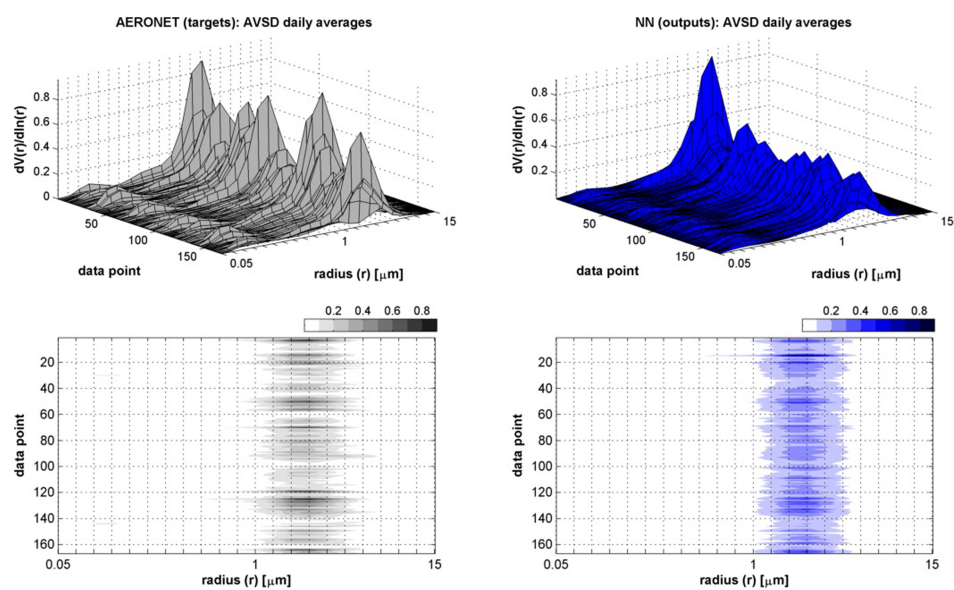 AERONET (targets): AVSD daily averages
dV(r)/dln(r)
0.8
0.6
0.4
0.2
0
50
100
150
data point
0.05
1
15
radius (r) [μm]
NN (outputs): AVSD daily averages
dV(r)/dln(r)
0.8
0.6
0.4
0.2
50
100
150
data point
0.05
1
15
radius (r) [μm]
0.2 0.4 0.6 0.8
data point
20
40
60
80
100
120
140
160
0.05 1 15
radius (r) [μm]
0.2 0.4 0.6 0.8
data point
20
40
60
80
100
120
140
160
0.05 1 15
radius (r) [μm]